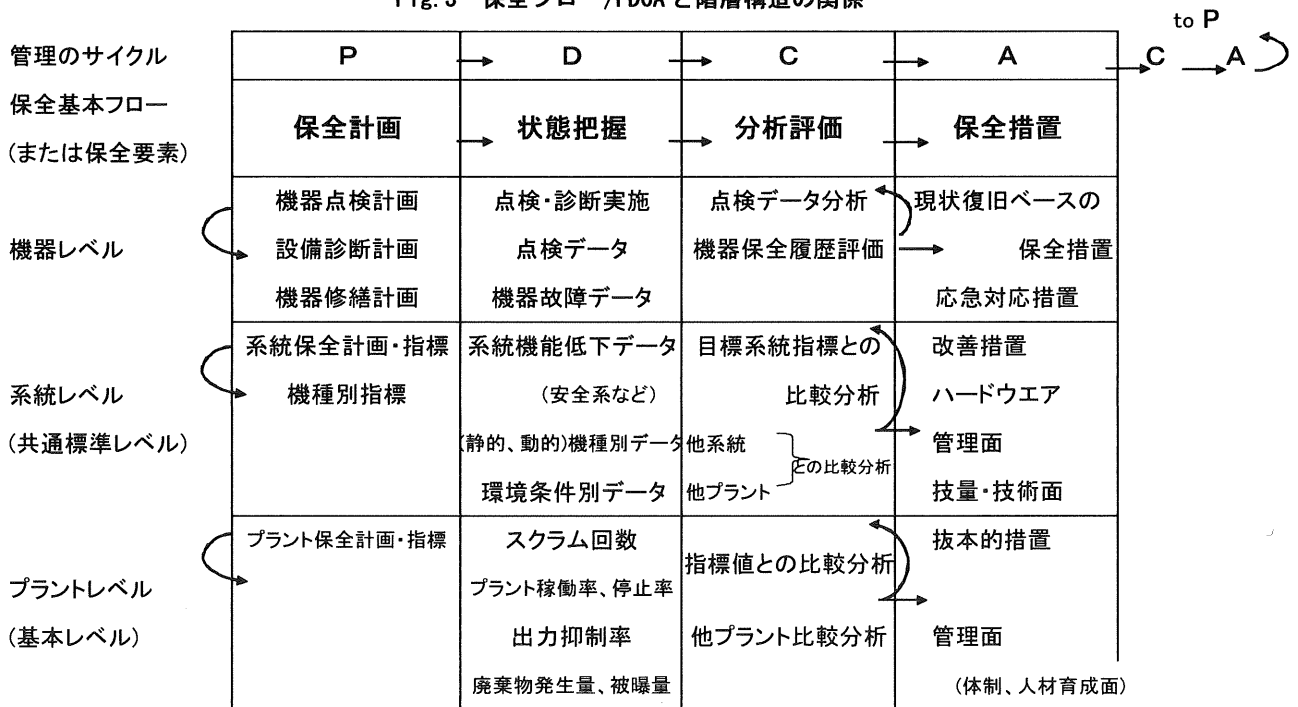 Fig. 3 保全フロー/PDCAと階層構造の関係
to P
管理のサイクル P → D → C → A → C → A
保全基本フロー
(または保全要素)
保全計画 → 状態把握 → 分析評価 → 保全措置
機器レベル
機器点検計画
設備診断計画
機器修繕計画
点検・診断実施
点検データ
機器故障データ
点検データ分析
機器保全履歴評価
現状復旧ベースの
保全措置
応急対応措置
系統レベル
(共通標準レベル)
系統保全計画・指標
機種別指標
系統機能低下データ
(安全系など)
(静的、動的)機種別データ
環境条件別データ
目標系統指標との
比較分析
他系統
との比較分析
他プラント
改善措置
ハードウエア
管理面
技量・技術面
プラントレベル
(基本レベル)
プラント保全計画・指標
スクラム回数
プラント稼働率、停止率
出力抑制率
廃棄物発生量、被曝量
指標値との比較分析
他プラント比較分析
抜本的措置
管理面
(体制、人材育成面)